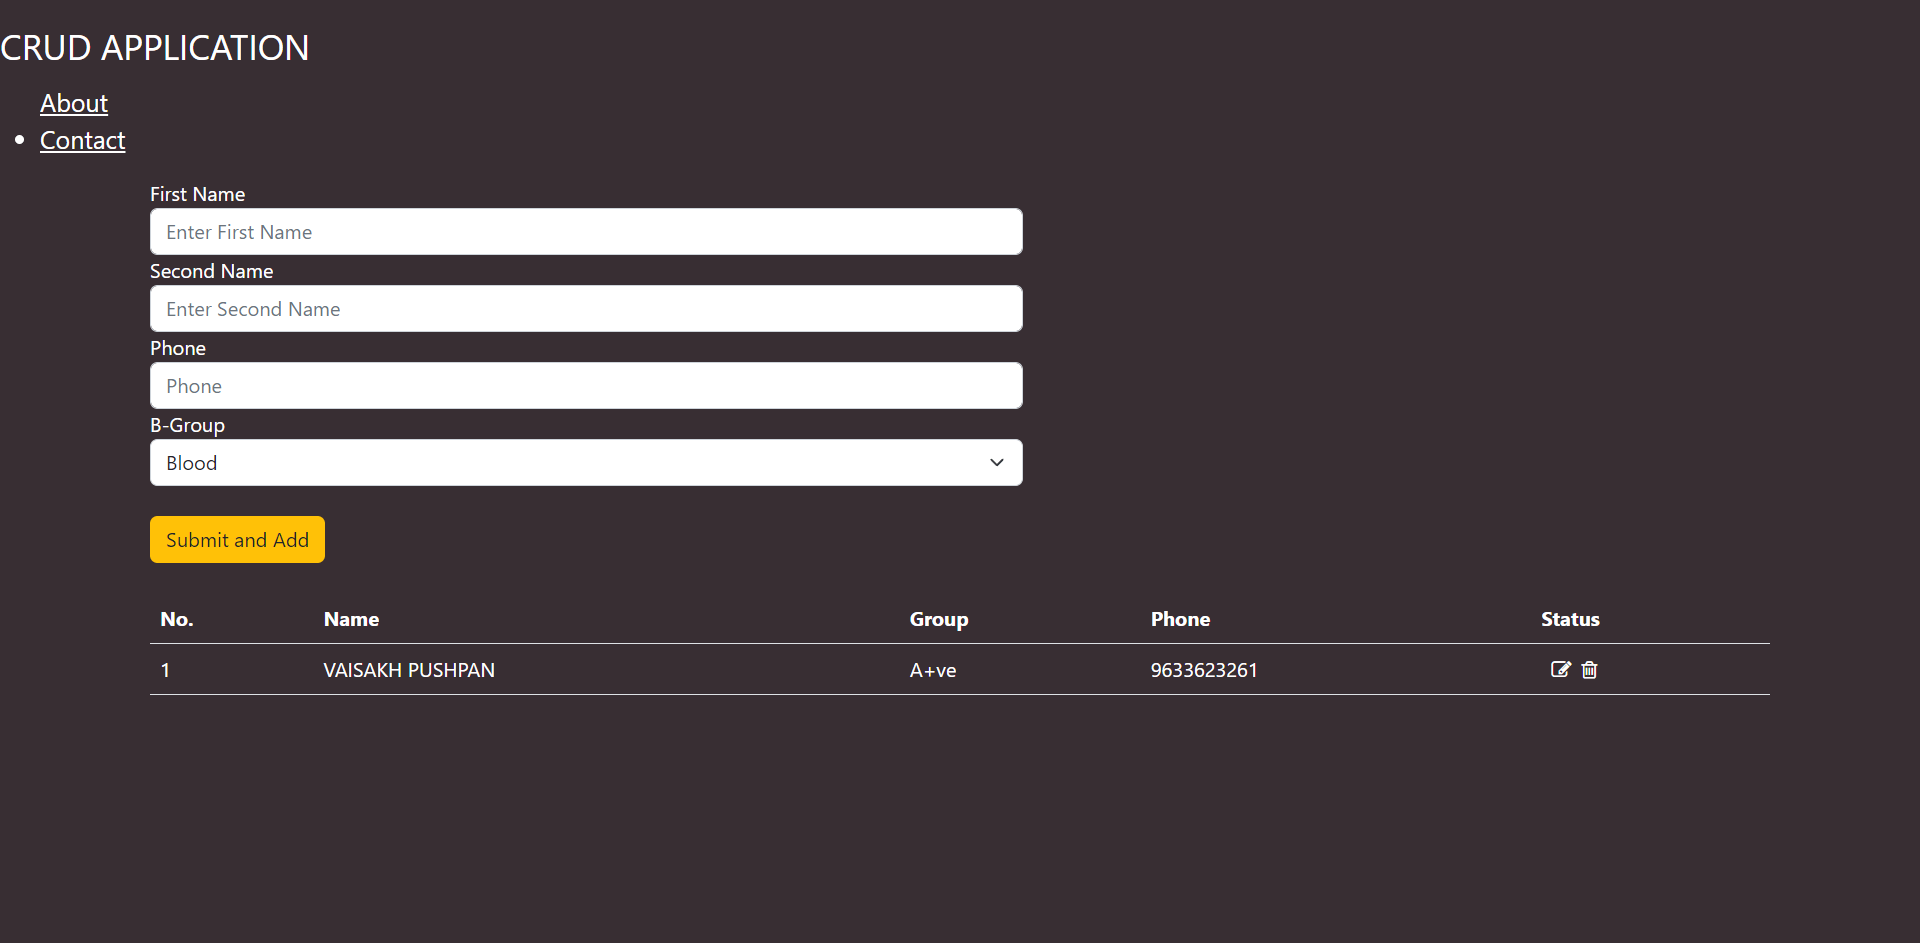 CRUD APPLICATION
About
Contact
First Name
Enter First Name
Second Name
Enter Second Name
Phone
Phone
B-Group
Blood
Submit and Add
No. Name Group Phone Status
1 VAISAKH PUSHPAN A+ve 9633623261